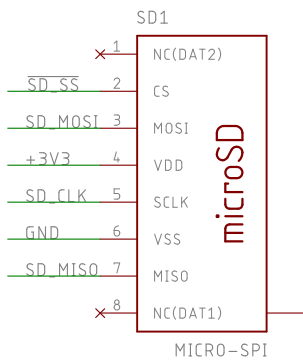 SD1
1 NC(DAT2)
SD_SS 2 CS
SD_MOSI 3 MOSI
+3V3 4 VDD
SD_CLK 5 SCLK
GND 6 VSS
SD_MISO 7 MISO
8 NC(DAT1)
microSD
MICRO-SPI